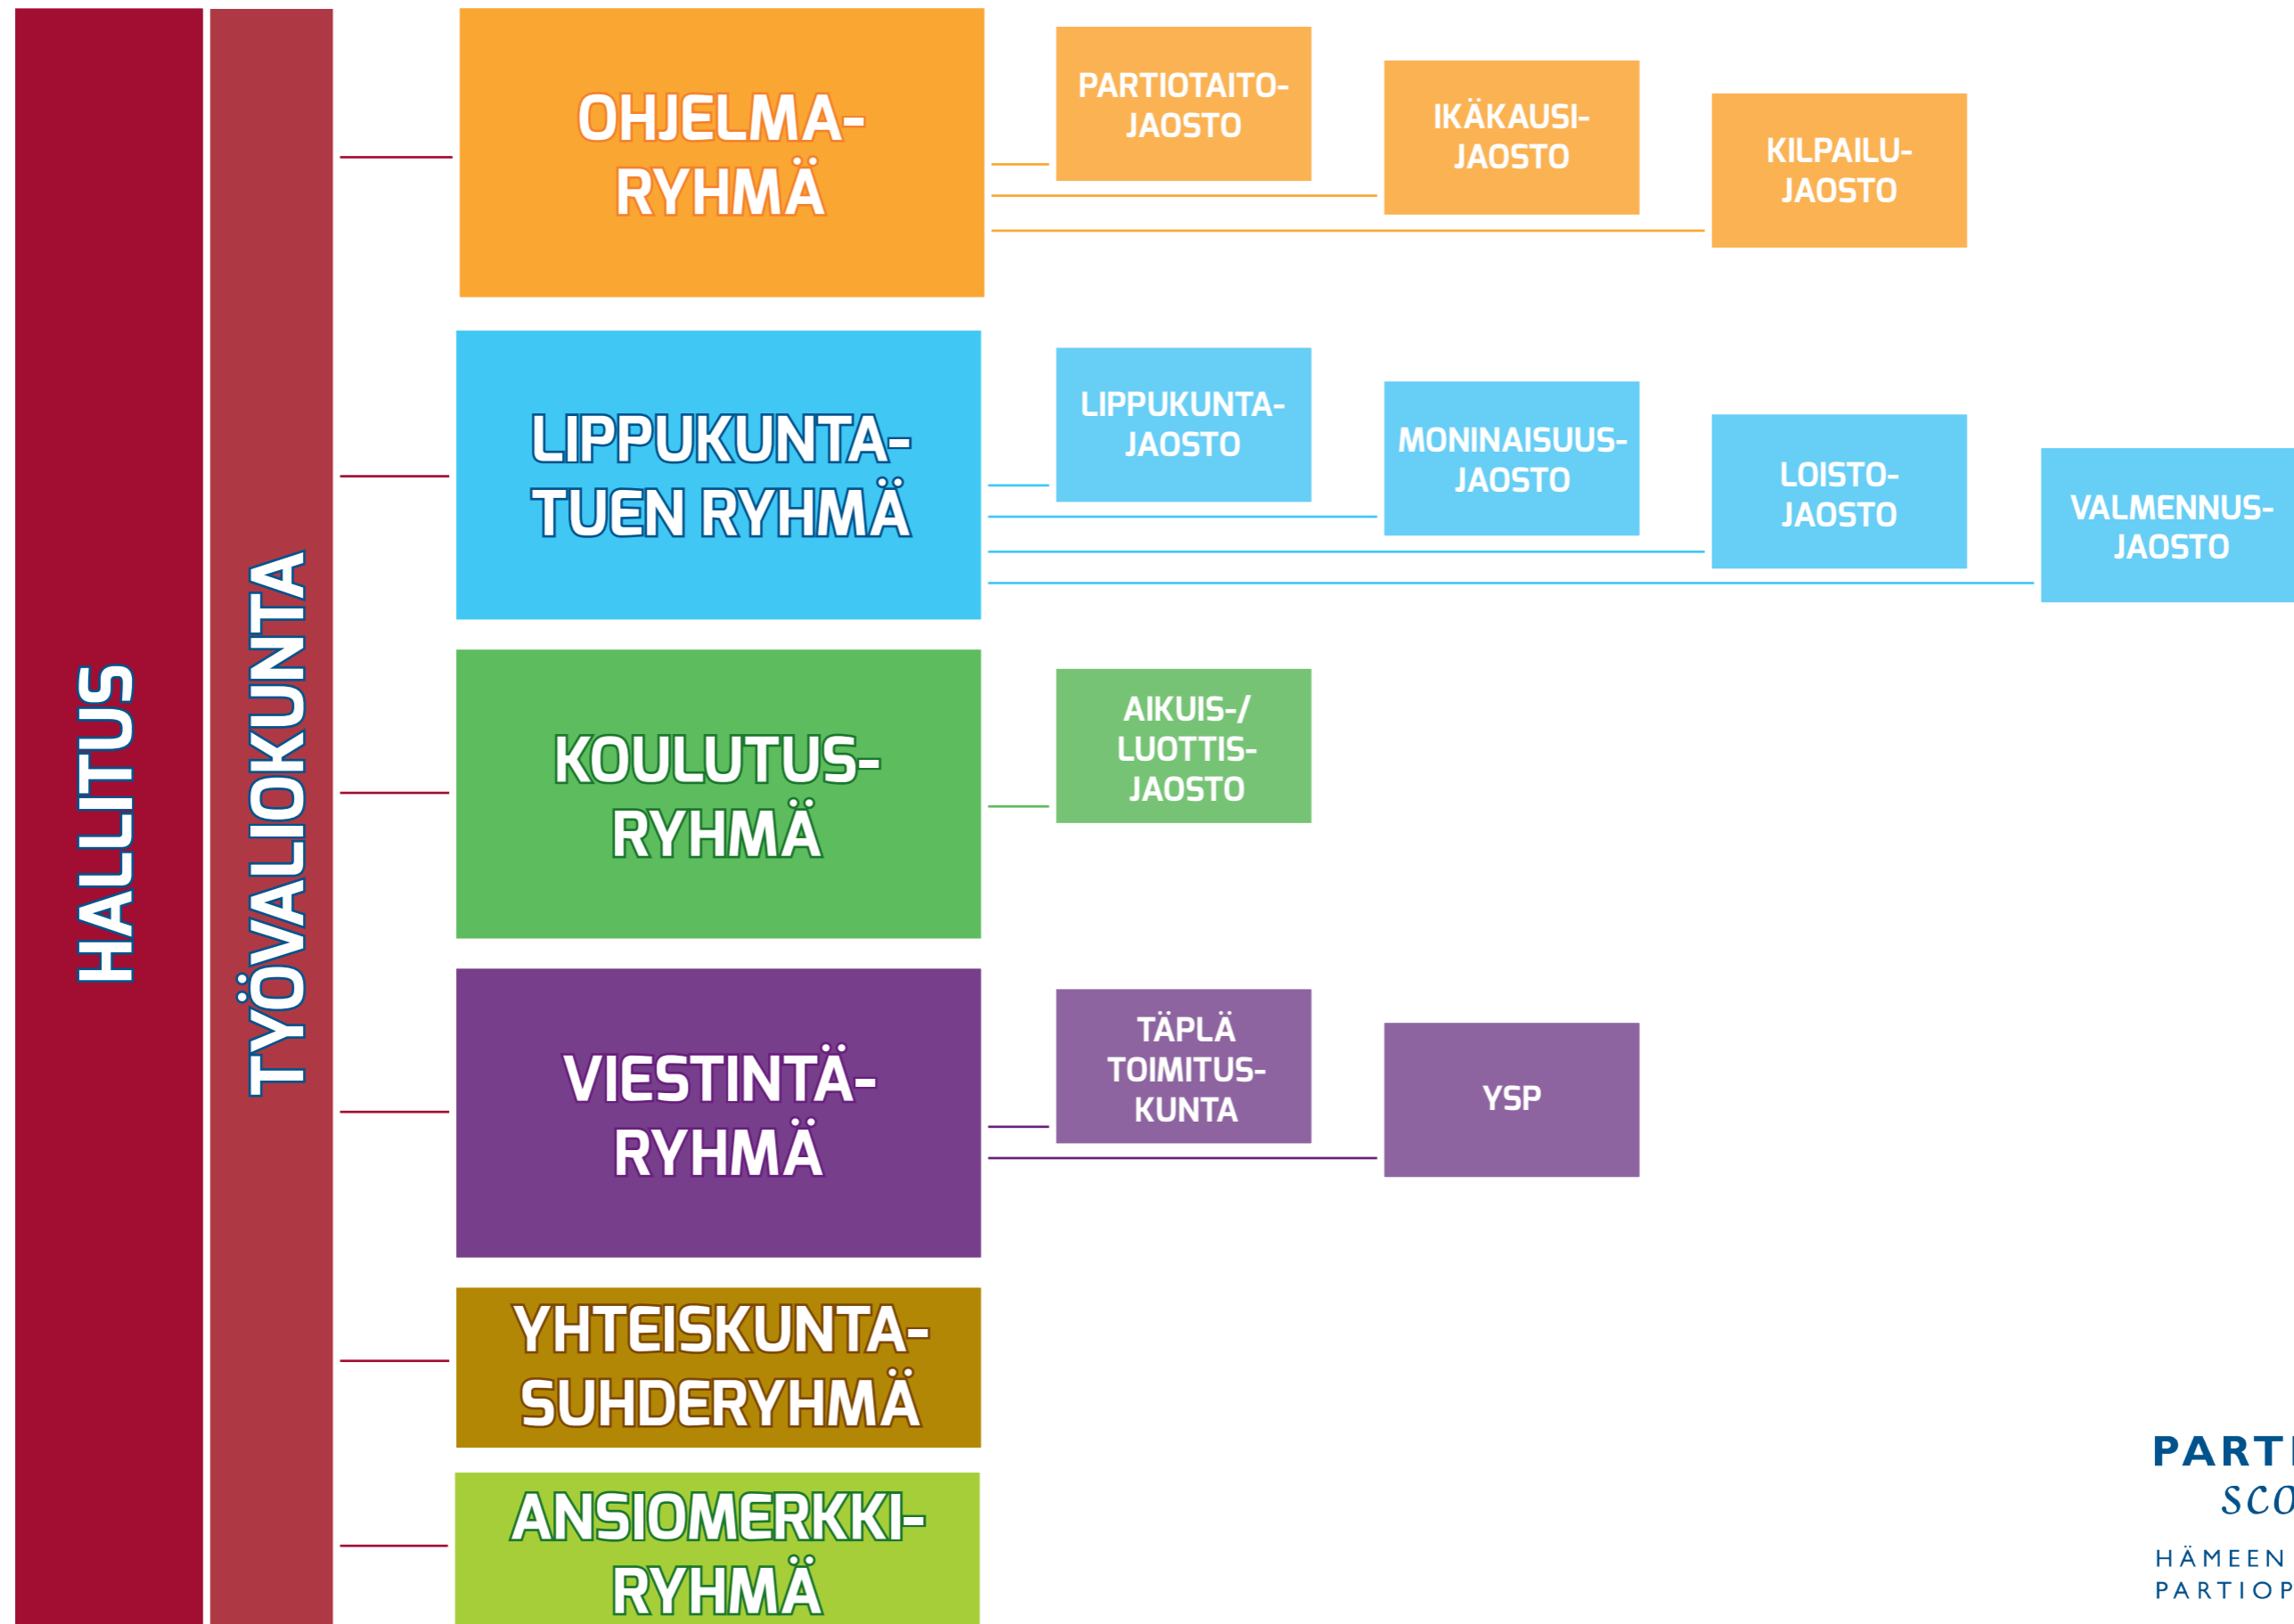 HALLITUS
TYÖVALIOKUNTA
OHJELMA-
RYHMÄ
PARTIOTAITO-
JAOSTO
IKÄKAUSI-
JAOSTO
KILPAILU-
JAOSTO
LIPPUKUNTA-
TUEN RYHMÄ
LIPPUKUNTA-
JAOSTO
MONINAISUUS-
JAOSTO
LOISTO-
JAOSTO
VALMENNUS-
JAOSTO
KOULUTUS-
RYHMÄ
AIKUIS-/
LUOTTIS-
JAOSTO
VIESTINTÄ-
RYHMÄ
TÄPLÄ
TOIMITUS-
KUNTA
YSP
YHTEISKUNTA-
SUHDERYHMÄ
ANSIOMERKKI-
RYHMÄ
HÄMEEN